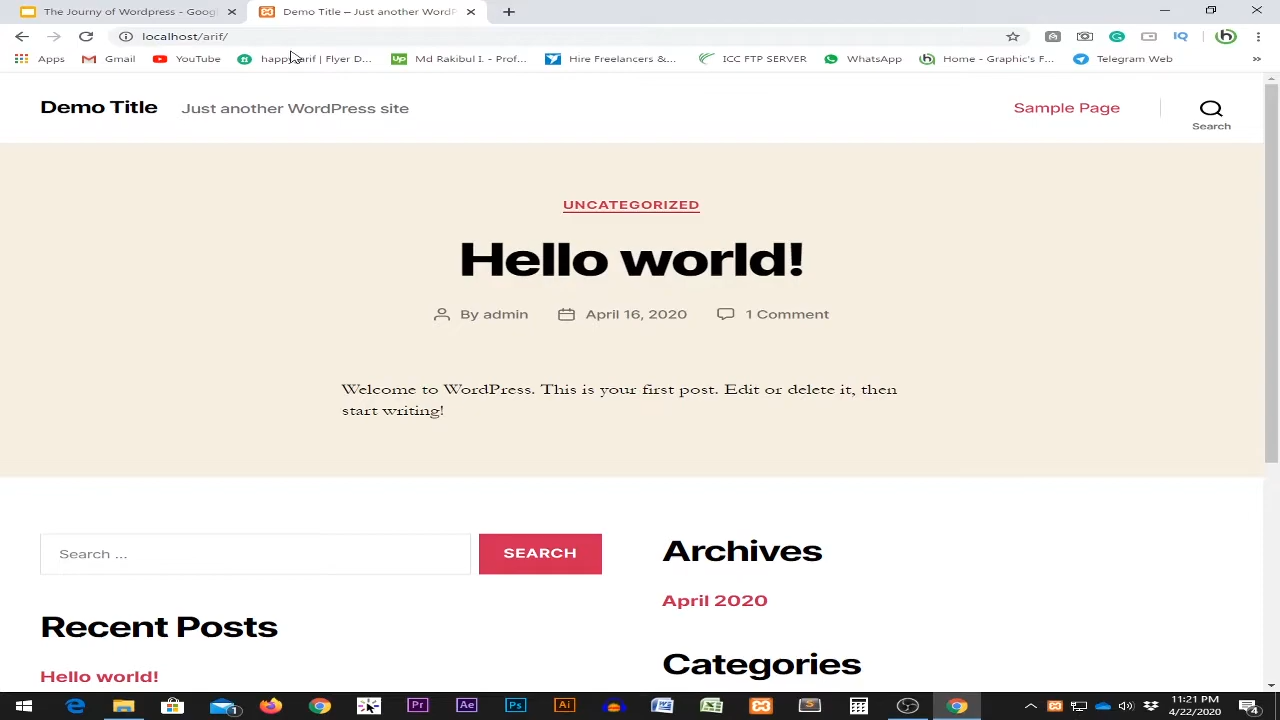 The Journy of Wordpress - Googl
Demo Title – Just another WordP
localhost/arif/
Apps
Gmail
YouTube
happy arif | Flyer D...
Md Rakibul I. - Prof...
Hire Freelancers &...
ICC FTP SERVER
WhatsApp
Home - Graphic's F...
Telegram Web
Demo Title
Just another WordPress site
Sample Page
Search
UNCATEGORIZED
Hello world!
By admin
April 16, 2020
1 Comment
Welcome to WordPress. This is your first post. Edit or delete it, then
start writing!
Search ...
SEARCH
Archives
April 2020
Recent Posts
Hello world!
Categories
11:21 PM
4/22/2020